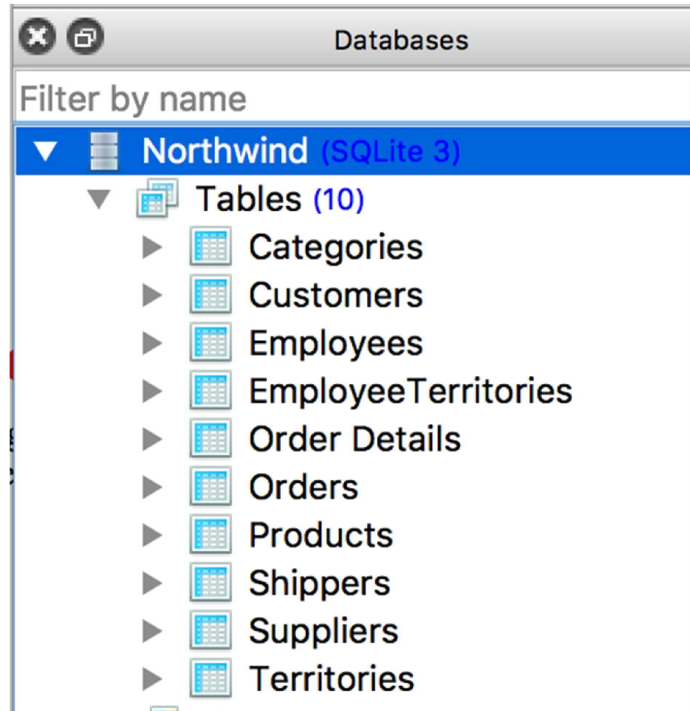 Databases
Filter by name
Northwind (SQLite 3)
Tables (10)
Categories
Customers
Employees
EmployeeTerritories
Order Details
Orders
Products
Shippers
Suppliers
Territories